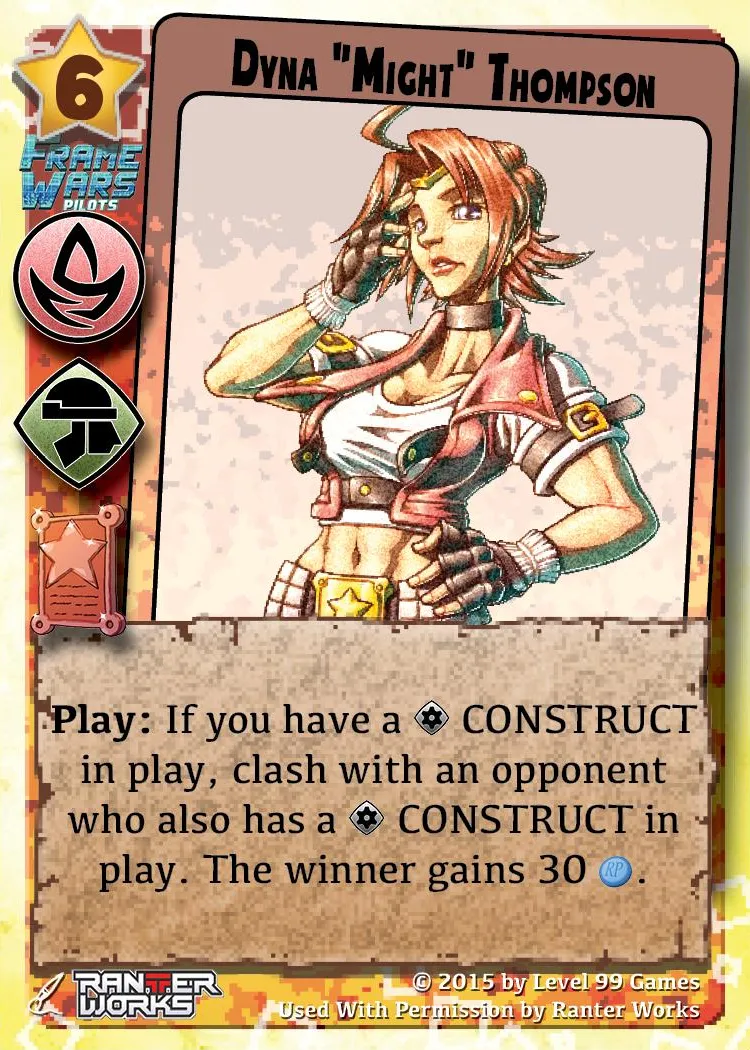 6
Dyna "Might" Thompson
Frame
Wars
Pilots
Play: If you have a CONSTRUCT
in play, clash with an opponent
who also has a CONSTRUCT in
play. The winner gains 30 RP.
RANTER
WORKS
© 2015 by Level 99 Games
Used With Permission by Ranter Works